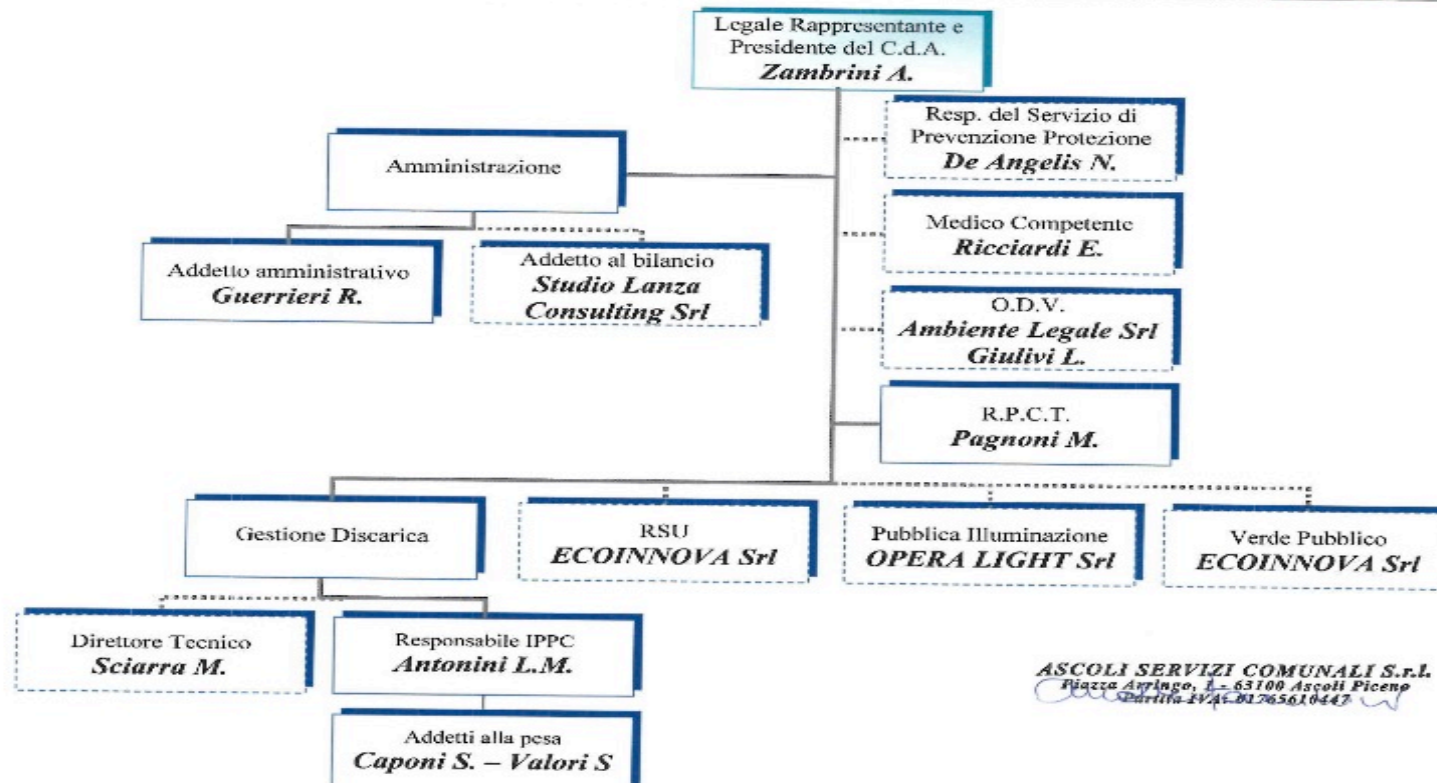 Legale Rappresentante e
Presidente del C.d.A.
Zambrini A.
Resp. del Servizio di
Prevenzione Protezione
De Angelis N.
Amministrazione
Medico Competente
Ricciardi E.
Addetto amministrativo
Guerrieri R.
Addetto al bilancio
Studio Lanza
Consulting Srl
O.D.V.
Ambiente Legale Srl
Giulivi L.
R.P.C.T.
Pagnoni M.
Gestione Discarica
RSU
ECOINNOVA Srl
Pubblica Illuminazione
OPERA LIGHT Srl
Verde Pubblico
ECOINNOVA Srl
Direttore Tecnico
Sciarra M.
Responsabile IPPC
Antonini L.M.
Addetti alla pesa
Caponi S. – Valori S
ASCOLI SERVIZI COMUNALI S.r.l.
Piazza Arringo, 1 - 63100 Ascoli Piceno
Partita IVA: 01765610447